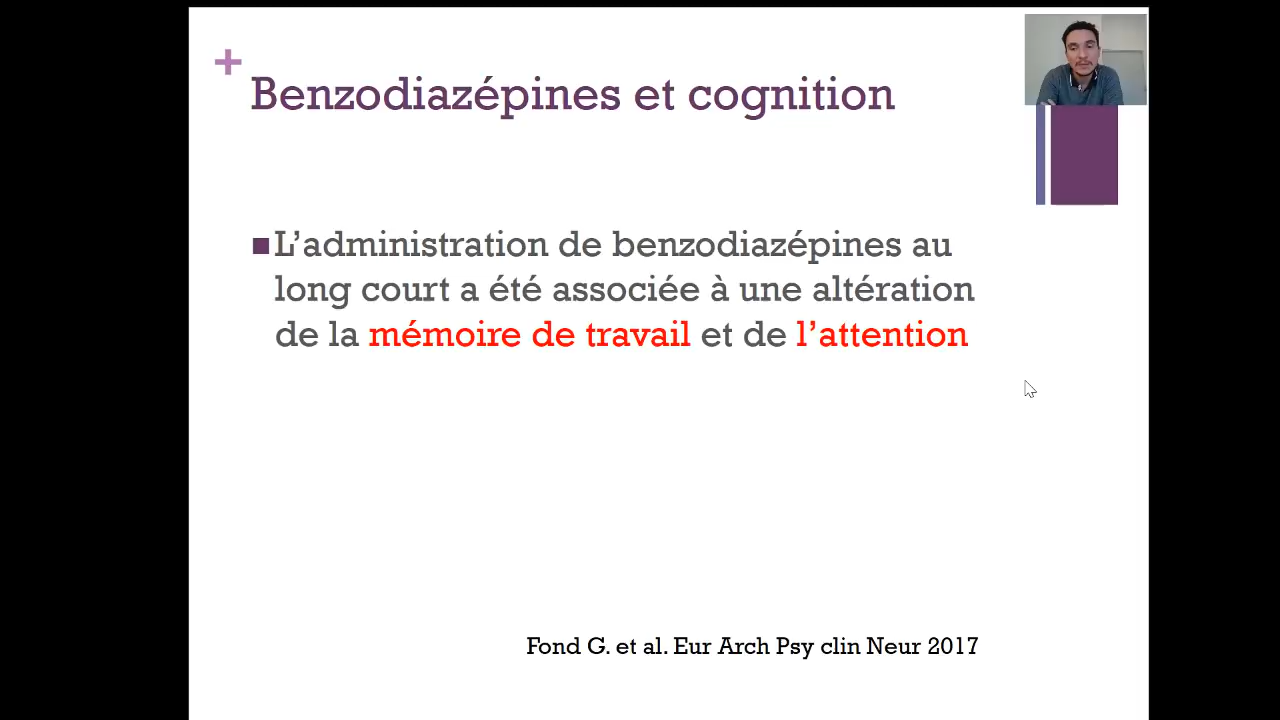 +
Benzodiazépines et cognition
L’administration de benzodiazépines au
long court a été associée à une altération
de la mémoire de travail et de l’attention
Fond G. et al. Eur Arch Psy clin Neur 2017